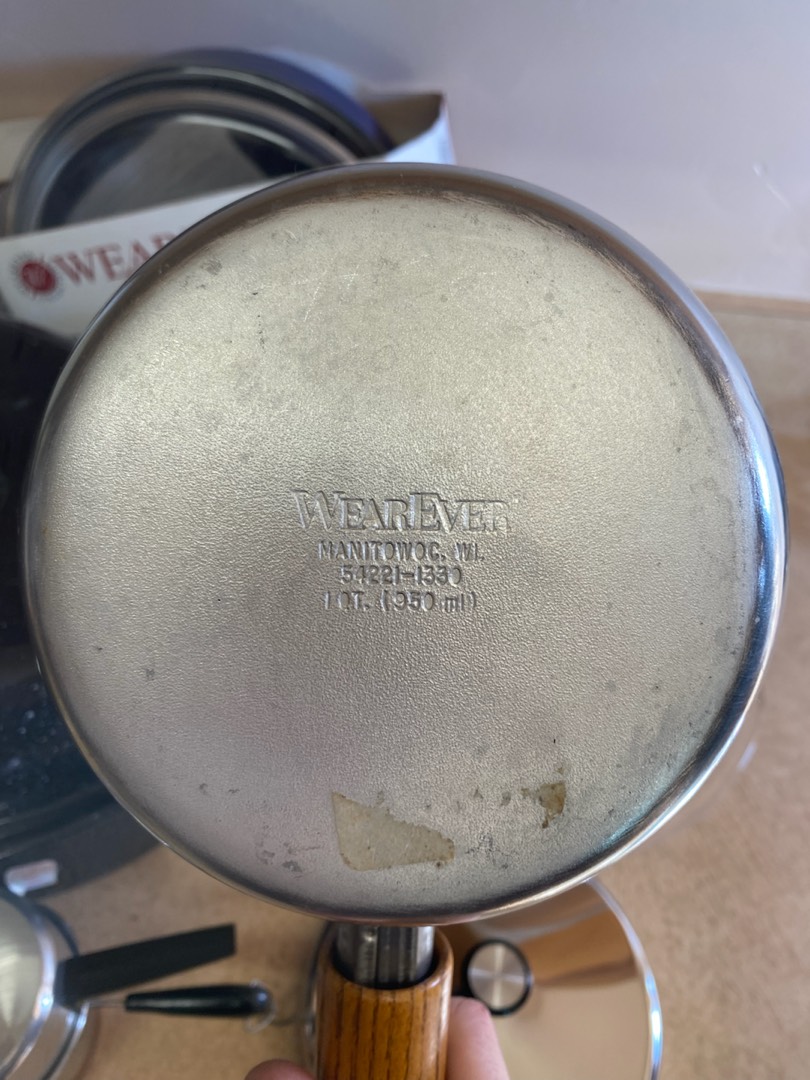 WEAR
WEAREVER
MANITOWOC, WI.
54221-1330
1 QT. (950 ml)